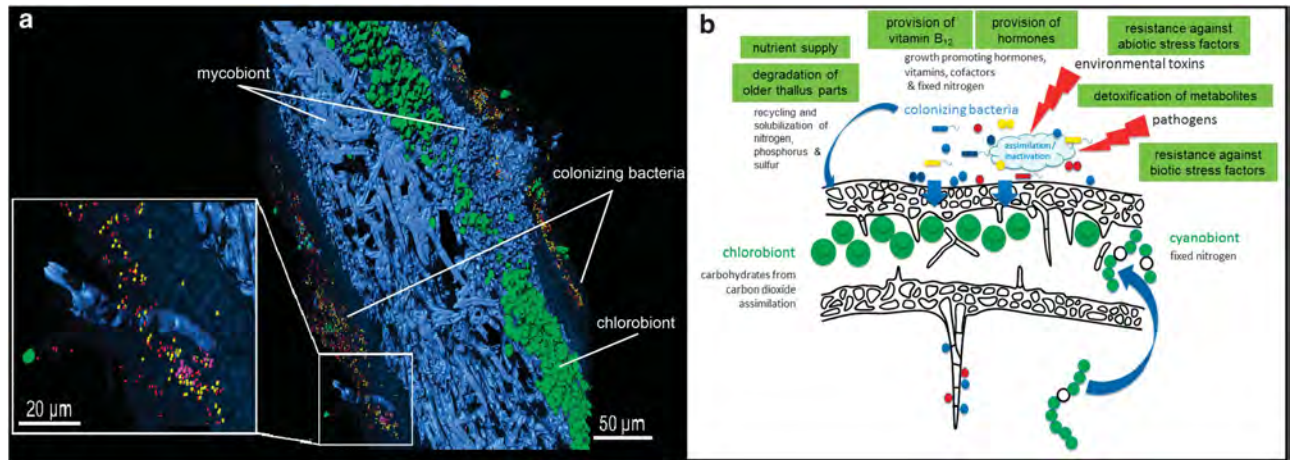 a
mycobiont
colonizing bacteria
chlorobiont
20 µm
50 µm
b
nutrient supply
degradation of
older thallus parts
recycling and
solubilization of
nitrogen,
phosphorus &
sulfur
provision of
vitamin B₁₂
provision of
hormones
growth promoting hormones,
vitamins, cofactors
& fixed nitrogen
colonizing bacteria
assimilation/
inactivation
resistance against
abiotic stress factors
environmental toxins
detoxification of metabolites
pathogens
resistance against
biotic stress factors
chlorobiont
carbohydrates from
carbon dioxide
assimilation
cyanobiont
fixed nitrogen